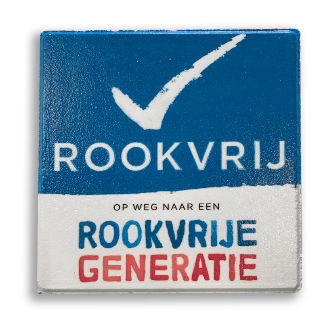 ROOKVRIJ
OP WEG NAAR EEN
ROOKVRIJE
GENERATIE